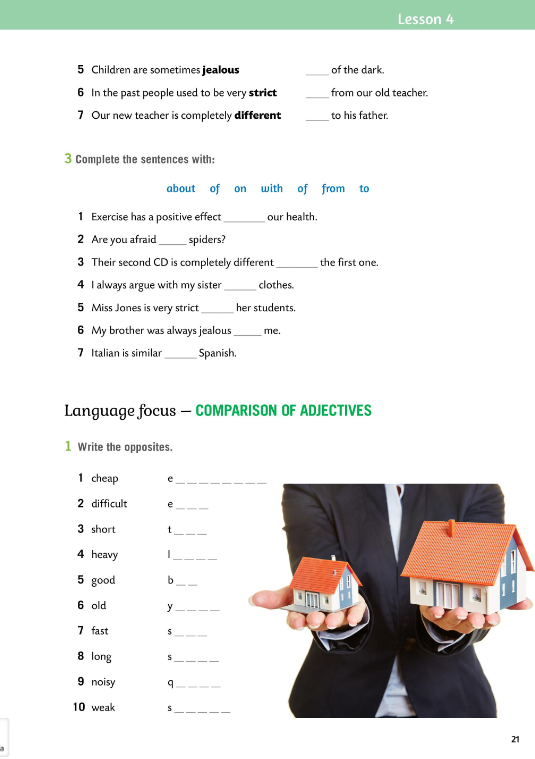 Lesson 4
5 Children are sometimes jealous ____ of the dark.
6 In the past people used to be very strict ____ from our old teacher.
7 Our new teacher is completely different ____ to his father.
3 Complete the sentences with:
about of on with of from to
1 Exercise has a positive effect _______ our health.
2 Are you afraid _____ spiders?
3 Their second CD is completely different _______ the first one.
4 I always argue with my sister ______ clothes.
5 Miss Jones is very strict ______ her students.
6 My brother was always jealous _____ me.
7 Italian is similar ______ Spanish.
Language focus – COMPARISON OF ADJECTIVES
1 Write the opposites.
1 cheap e _ _ _ _ _ _ _ _
2 difficult e _ _ _
3 short t _ _ _
4 heavy l _ _ _ _
5 good b _ _
6 old y _ _ _ _
7 fast s _ _ _
8 long s _ _ _ _
9 noisy q _ _ _ _
10 weak s _ _ _ _ _
21
a